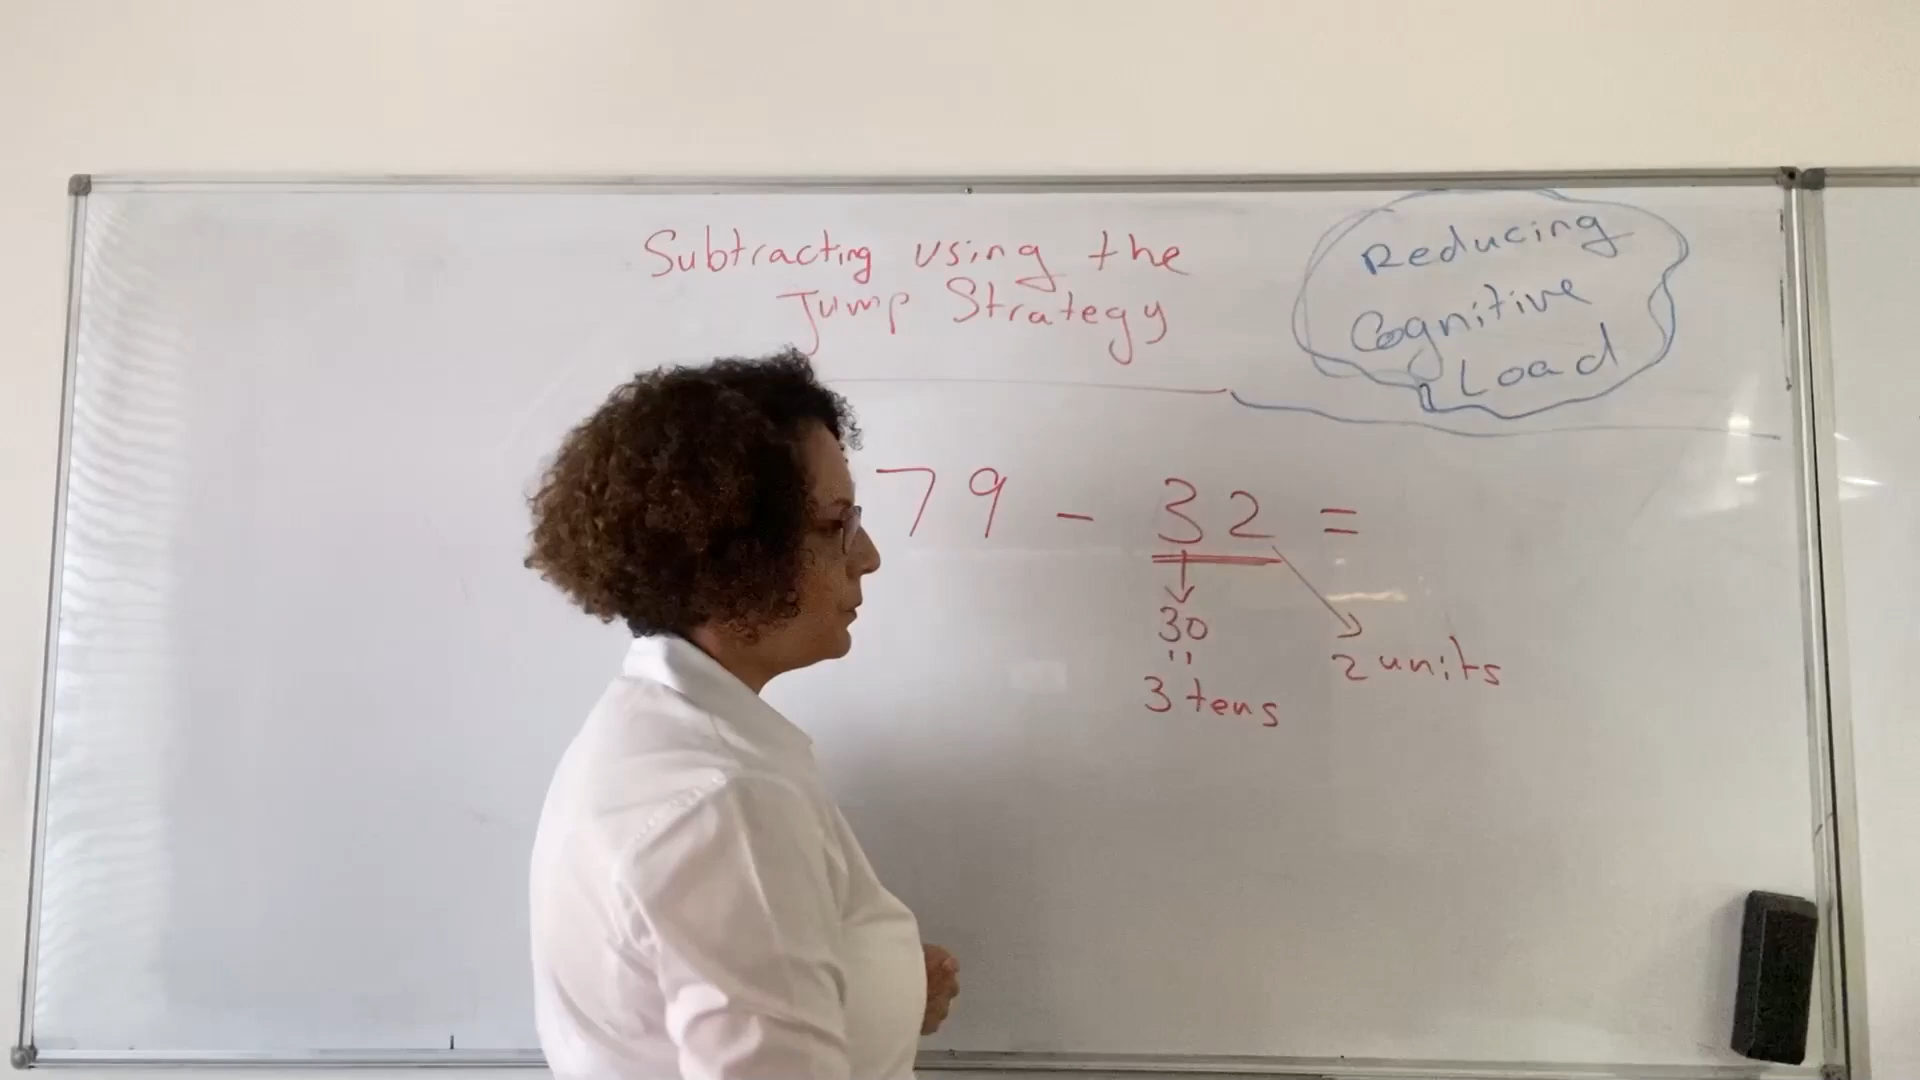 Subtracting using the
Jump Strategy
Reducing
Cognitive
Load
79 - 32 =
30
"
3 tens
2 units